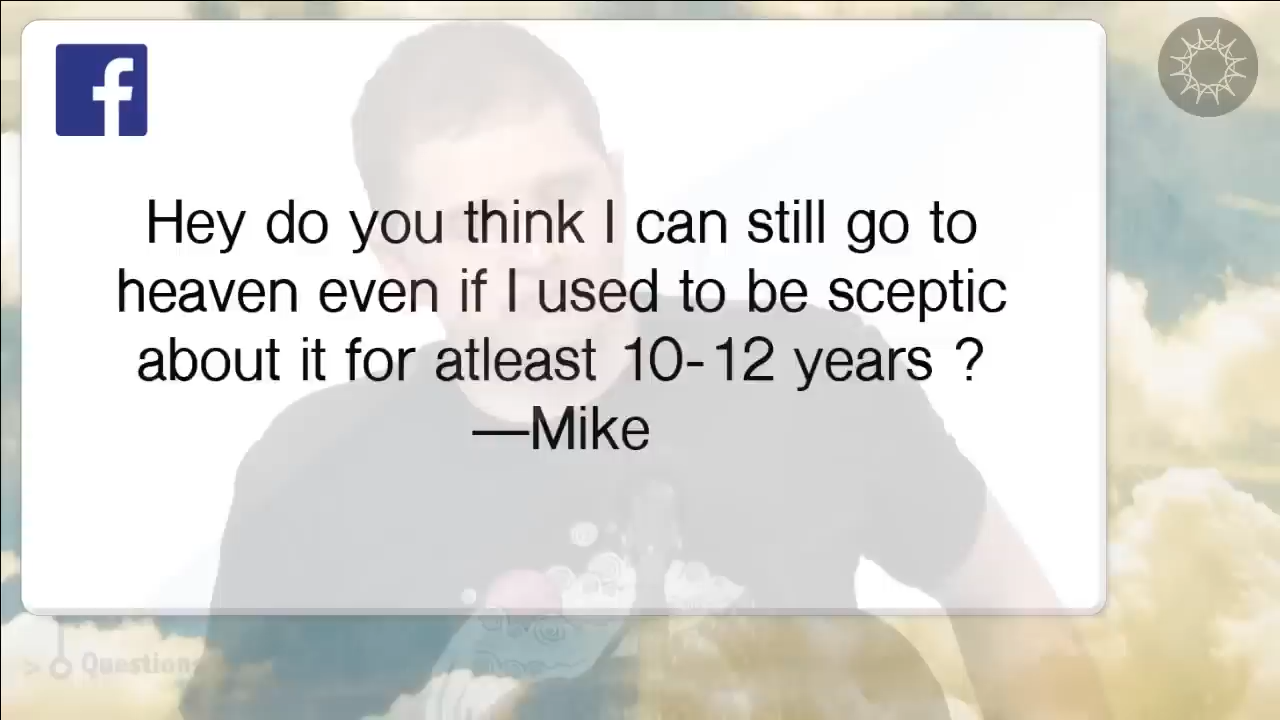 Hey do you think I can still go to
heaven even if I used to be sceptic
about it for atleast 10-12 years ?
—Mike
> Questions